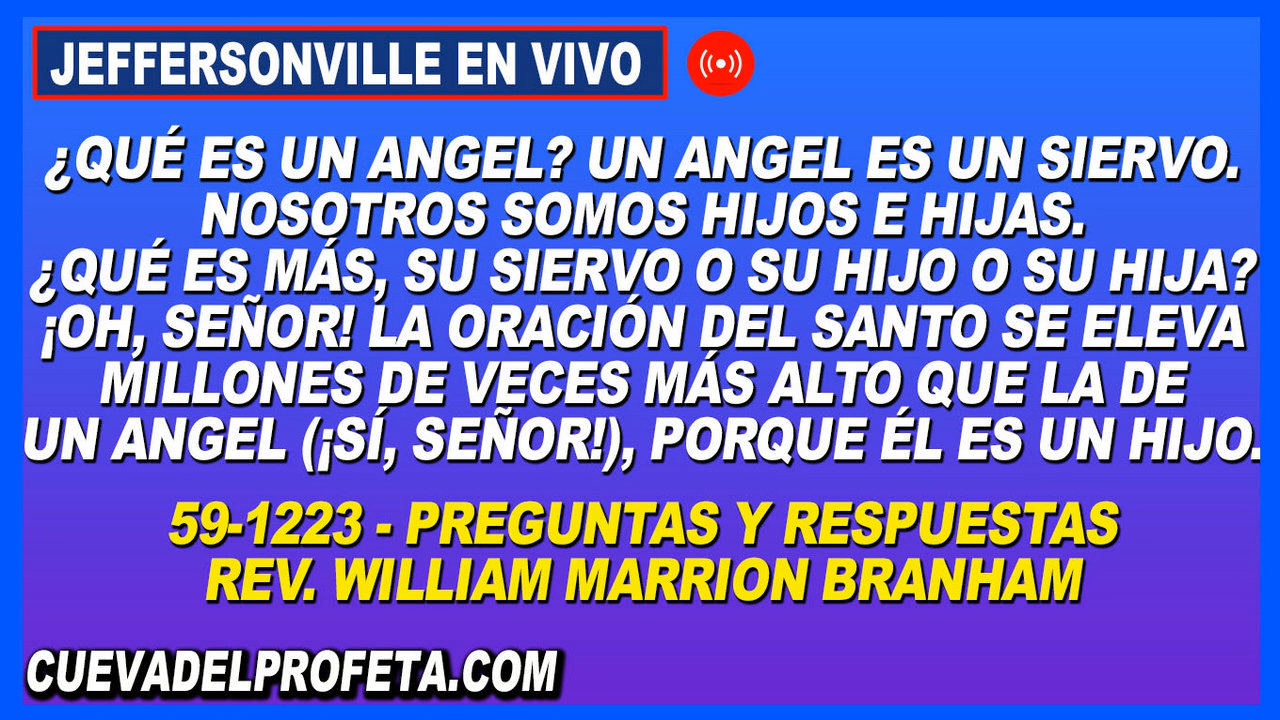 JEFFERSONVILLE EN VIVO
¿QUÉ ES UN ANGEL? UN ANGEL ES UN SIERVO.
NOSOTROS SOMOS HIJOS E HIJAS.
¿QUÉ ES MÁS, SU SIERVO O SU HIJO O SU HIJA?
¡OH, SEÑOR! LA ORACIÓN DEL SANTO SE ELEVA
MILLONES DE VECES MÁS ALTO QUE LA DE
UN ANGEL (¡SÍ, SEÑOR!), PORQUE ÉL ES UN HIJO.
59-1223 - PREGUNTAS Y RESPUESTAS
REV. WILLIAM MARRION BRANHAM
CUEVADELPROFETA.COM